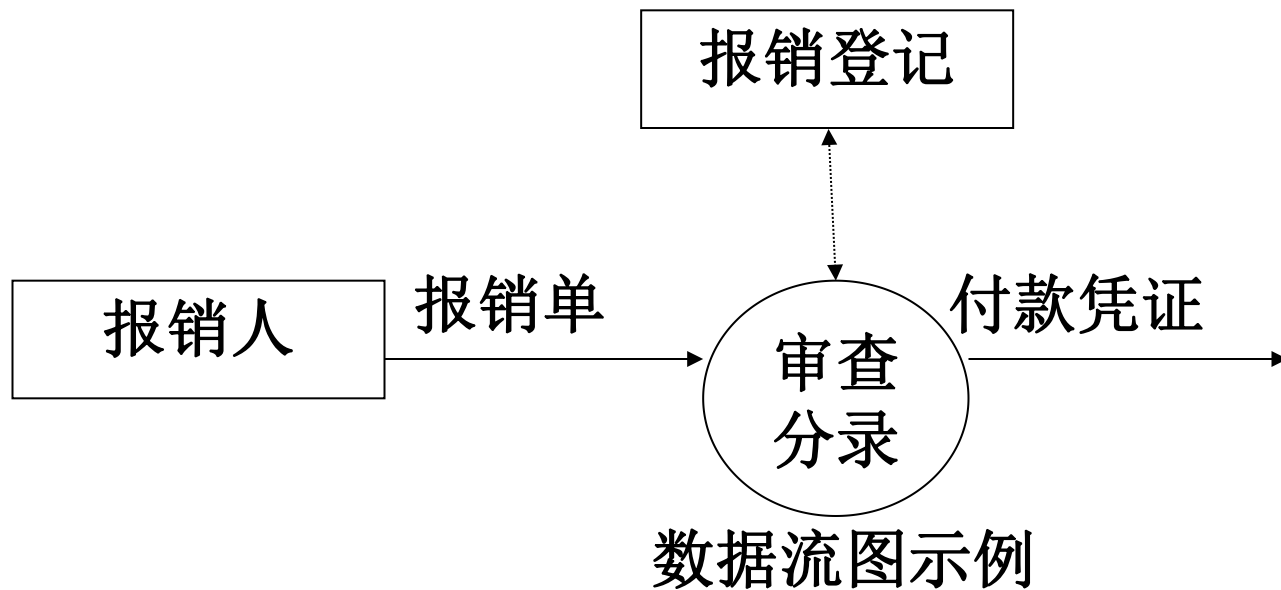 报销登记
报销人
报销单
付款凭证
审查
分录
数据流图示例